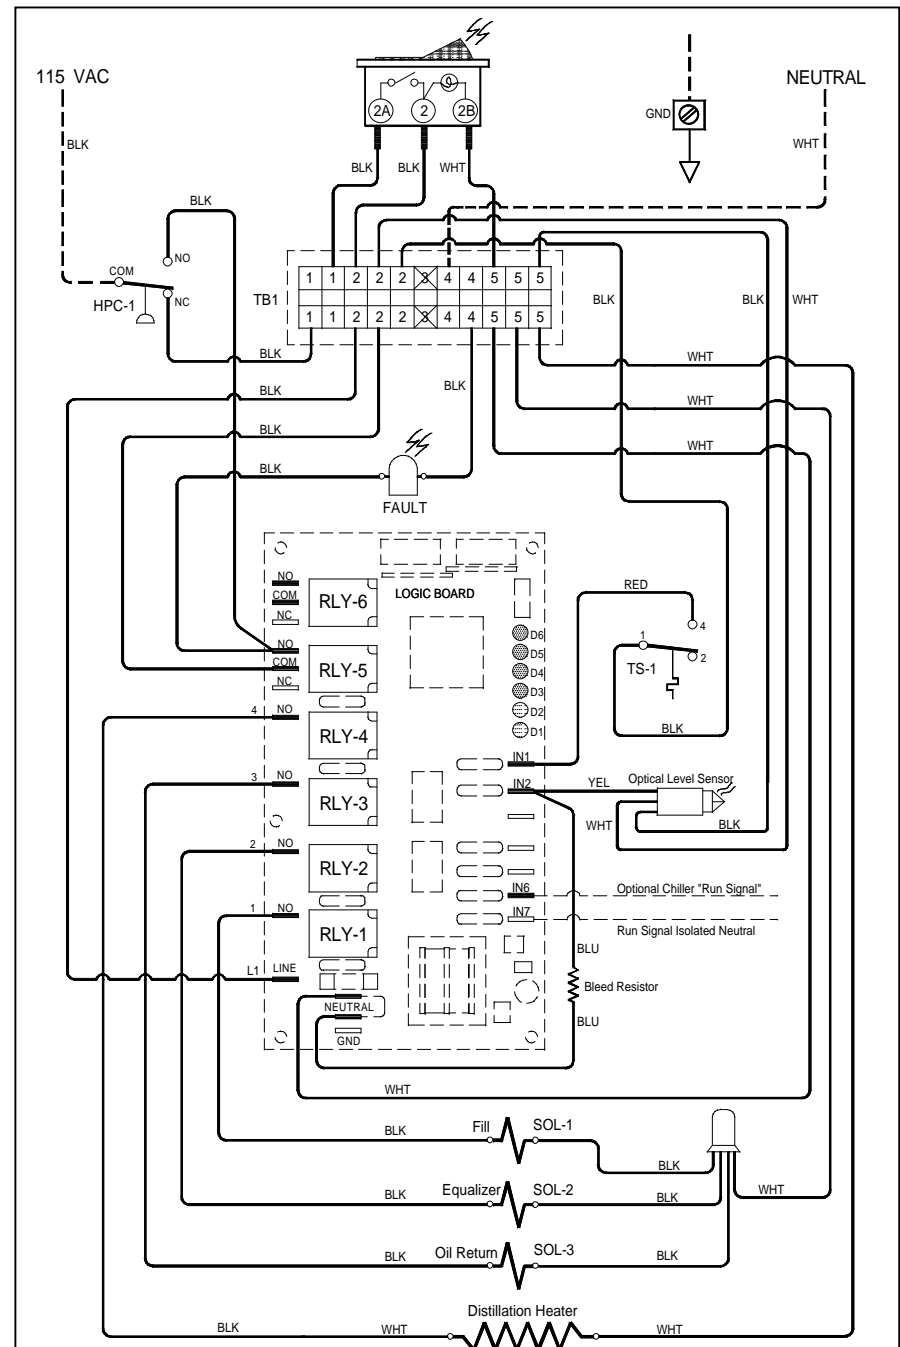 115 VAC
NEUTRAL
GND
2A 2 2B
BLK
WHT
BLK BLK WHT
BLK
NO
COM
HPC-1
NC
TB1
1 1 2 2 2 3 4 4 5 5 5
1 1 2 2 2 3 4 4 5 5 5
BLK
BLK
WHT
BLK
WHT
BLK
BLK
WHT
BLK
WHT
BLK
FAULT
LOGIC BOARD
NO
COM
NC
RLY-6
NO
COM
NC
RLY-5
4 NO
RLY-4
3 NO
RLY-3
2 NO
RLY-2
1 NO
RLY-1
L1 LINE
NEUTRAL
GND
D6
D5
D4
D3
D2
D1
RED
4
1
2
TS-1
BLK
IN1
IN2
YEL
Optical Level Sensor
WHT
BLK
IN6
Optional Chiller "Run Signal"
IN7
Run Signal Isolated Neutral
BLU
Bleed Resistor
BLU
WHT
BLK Fill SOL-1
BLK
WHT
BLK Equalizer SOL-2 BLK
BLK Oil Return SOL-3 BLK
Distillation Heater
BLK WHT WHT